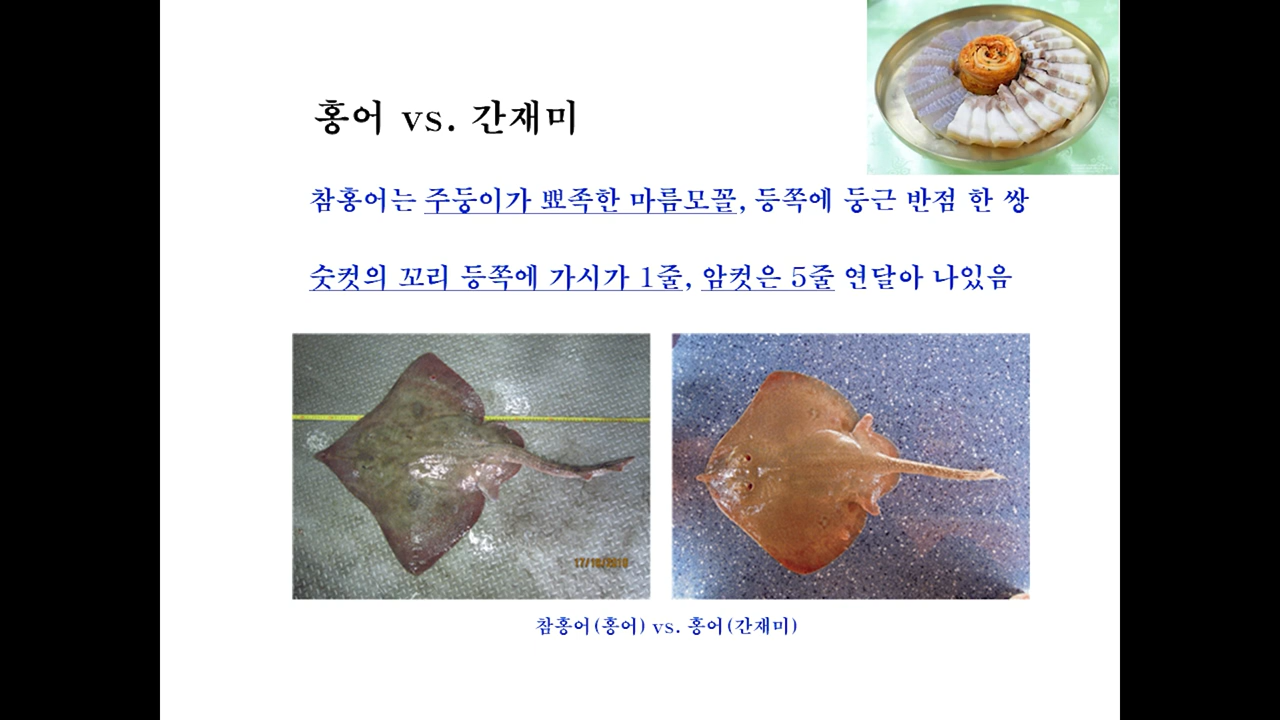 홍어 vs. 간재미
참홍어는 주둥이가 뾰족한 마름모꼴, 등쪽에 둥근 반점 한 쌍
숫컷의 꼬리 등쪽에 가시가 1줄, 암컷은 5줄 연달아 나있음
참홍어(홍어) vs. 홍어(간재미)